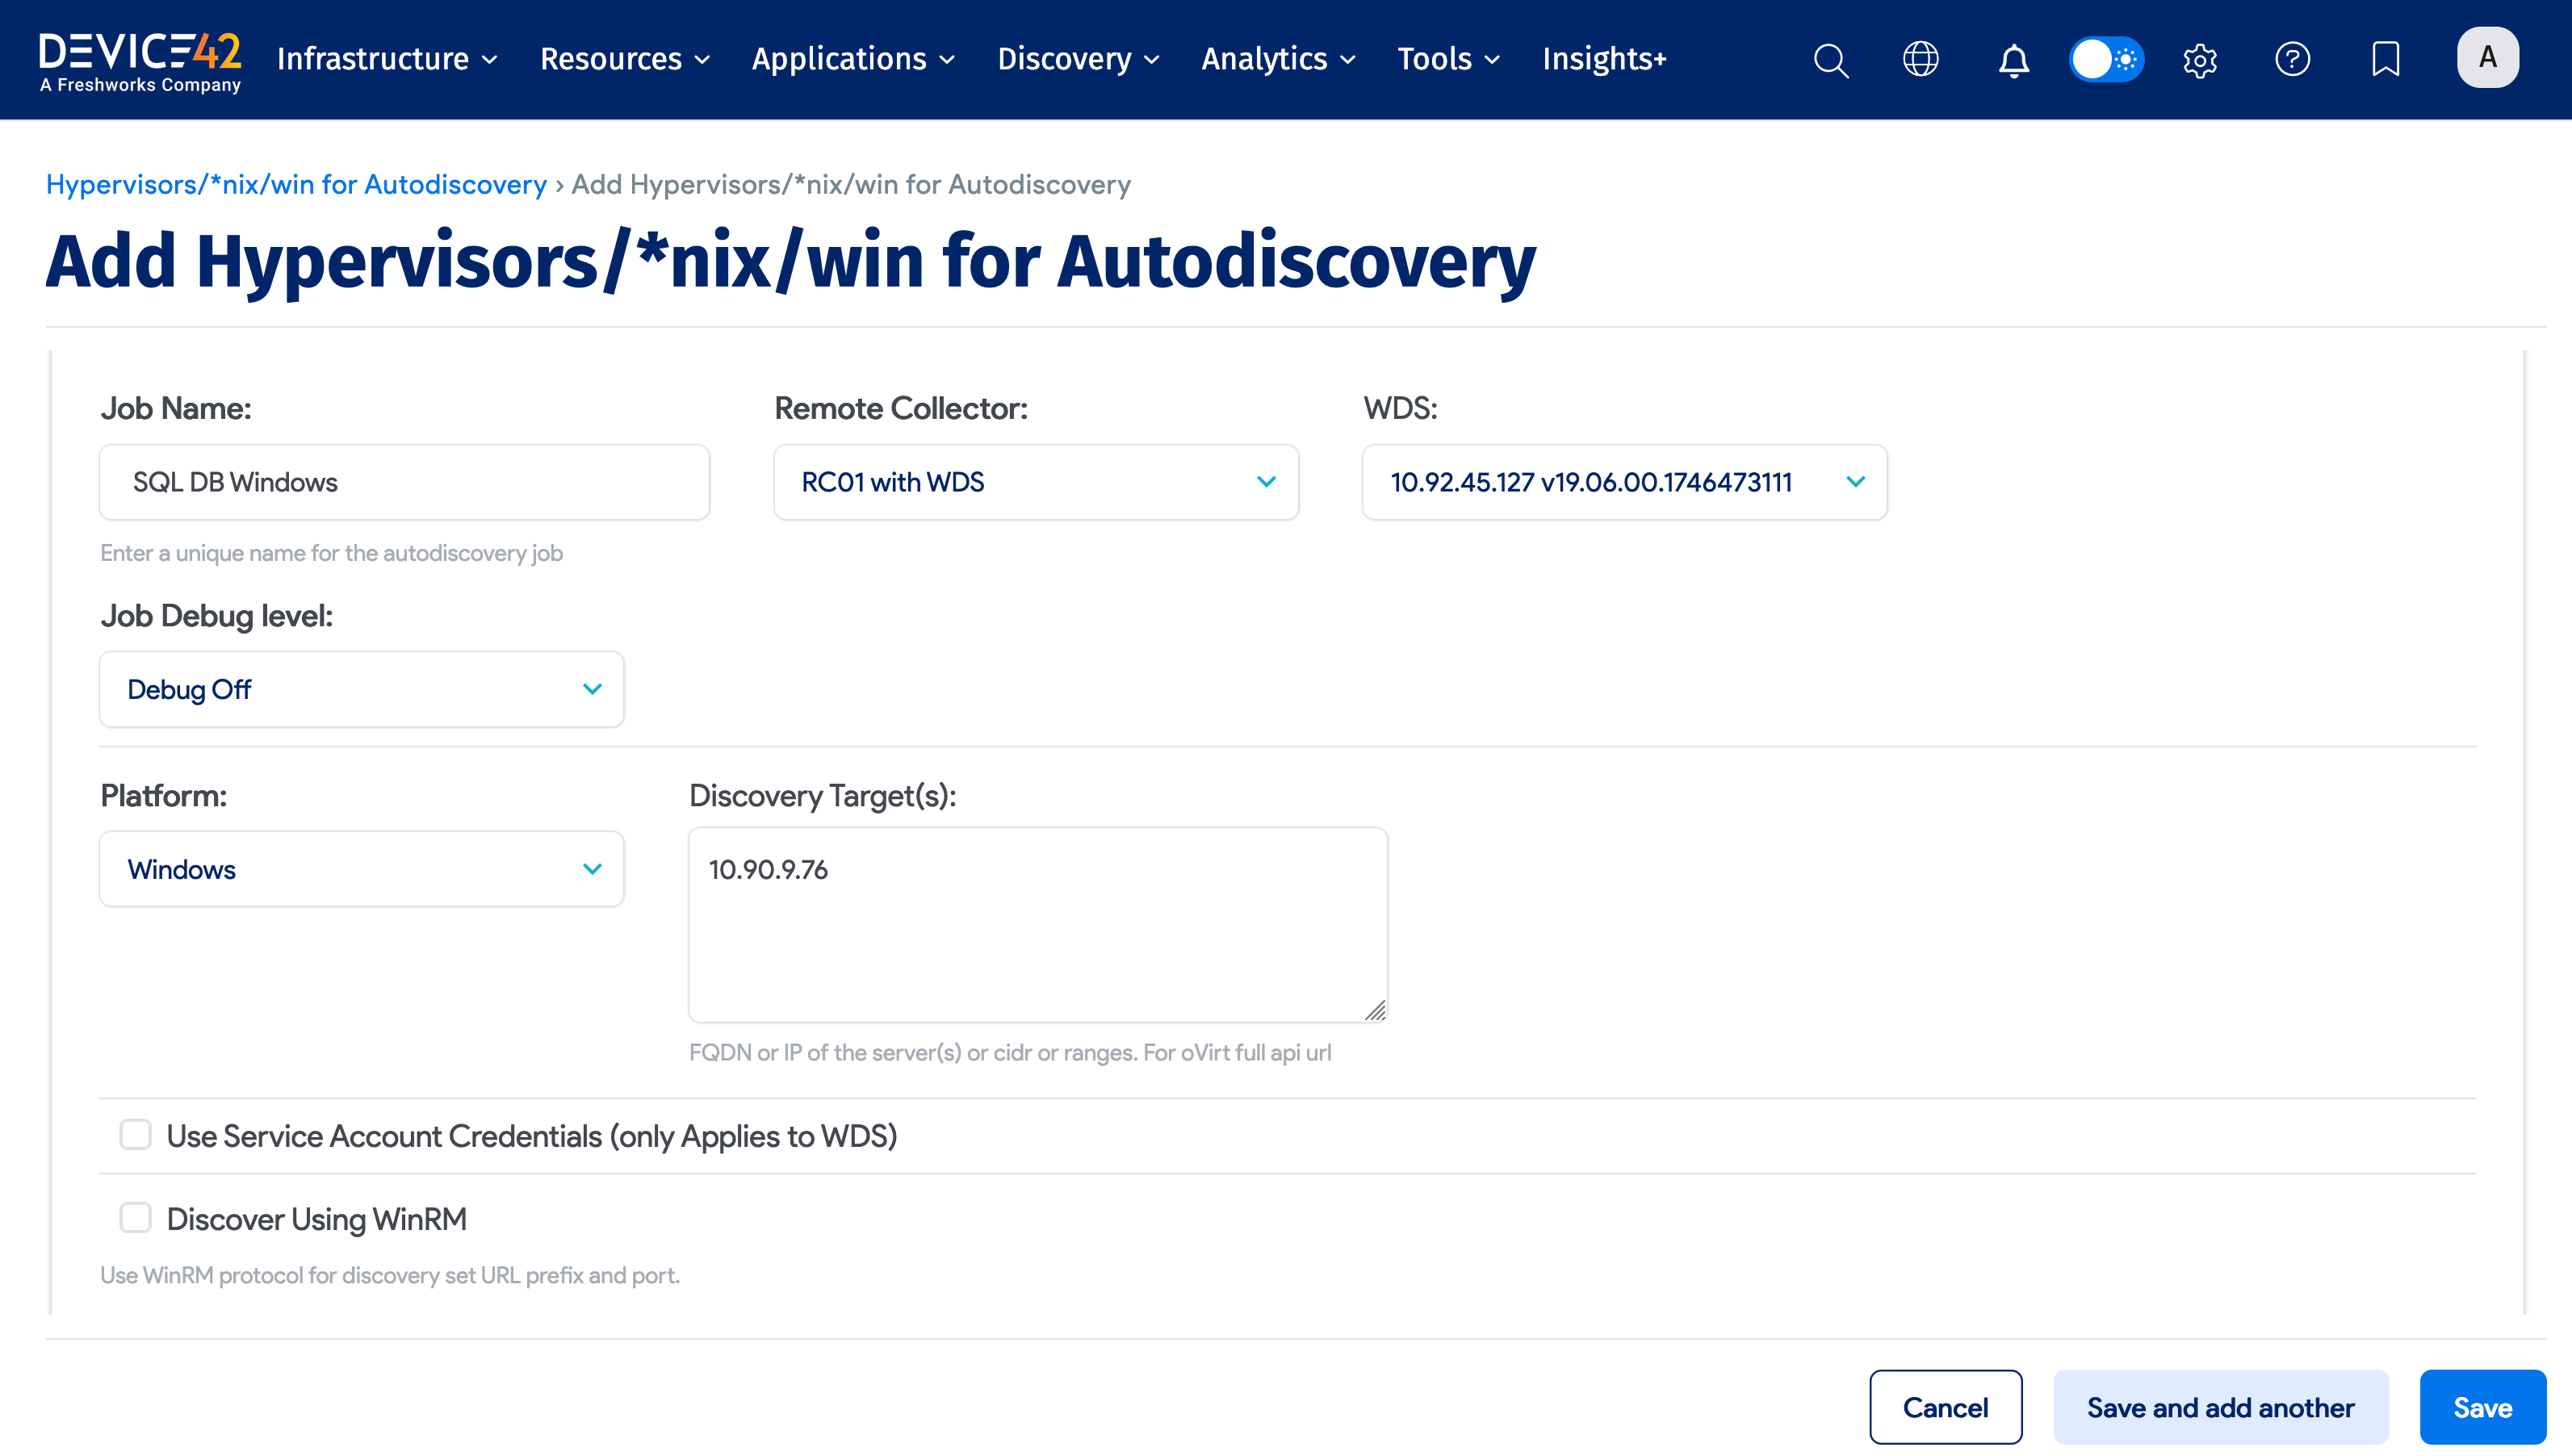 DEVICE42
A Freshworks Company
Infrastructure Resources Applications Discovery Analytics Tools Insights+
A
Hypervisors/*nix/win for Autodiscovery › Add Hypervisors/*nix/win for Autodiscovery
Add Hypervisors/*nix/win for Autodiscovery
Job Name: Remote Collector: WDS:
SQL DB Windows RC01 with WDS 10.92.45.127 v19.06.00.1746473111
Enter a unique name for the autodiscovery job
Job Debug level:
Debug Off
Platform: Discovery Target(s):
Windows 10.90.9.76
FQDN or IP of the server(s) or cidr or ranges. For oVirt full api url
Use Service Account Credentials (only Applies to WDS)
Discover Using WinRM
Use WinRM protocol for discovery set URL prefix and port.
Cancel Save and add another Save